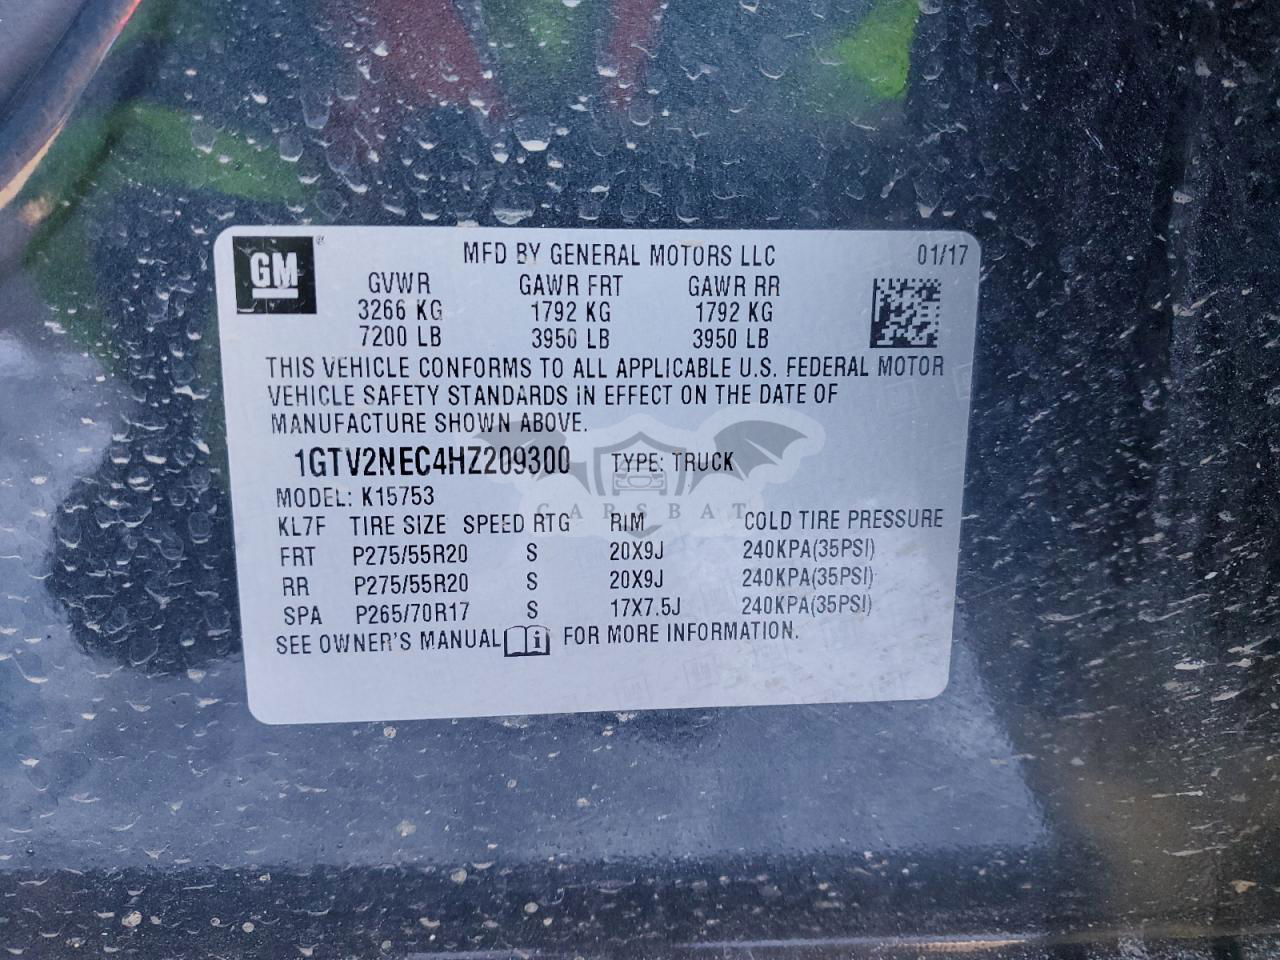 GM ®
MFD BY GENERAL MOTORS LLC 01/17
GVWR GAWR FRT GAWR RR
3266 KG 1792 KG 1792 KG
7200 LB 3950 LB 3950 LB
THIS VEHICLE CONFORMS TO ALL APPLICABLE U.S. FEDERAL MOTOR
VEHICLE SAFETY STANDARDS IN EFFECT ON THE DATE OF
MANUFACTURE SHOWN ABOVE.
1GTV2NEC4HZ209300 TYPE: TRUCK
MODEL: K15753
CARSBAT
KL7F TIRE SIZE SPEED RTG RIM COLD TIRE PRESSURE
FRT P275/55R20 S 20X9J 240KPA(35PSI)
RR P275/55R20 S 20X9J 240KPA(35PSI)
SPA P265/70R17 S 17X7.5J 240KPA(35PSI)
SEE OWNER'S MANUAL i FOR MORE INFORMATION.